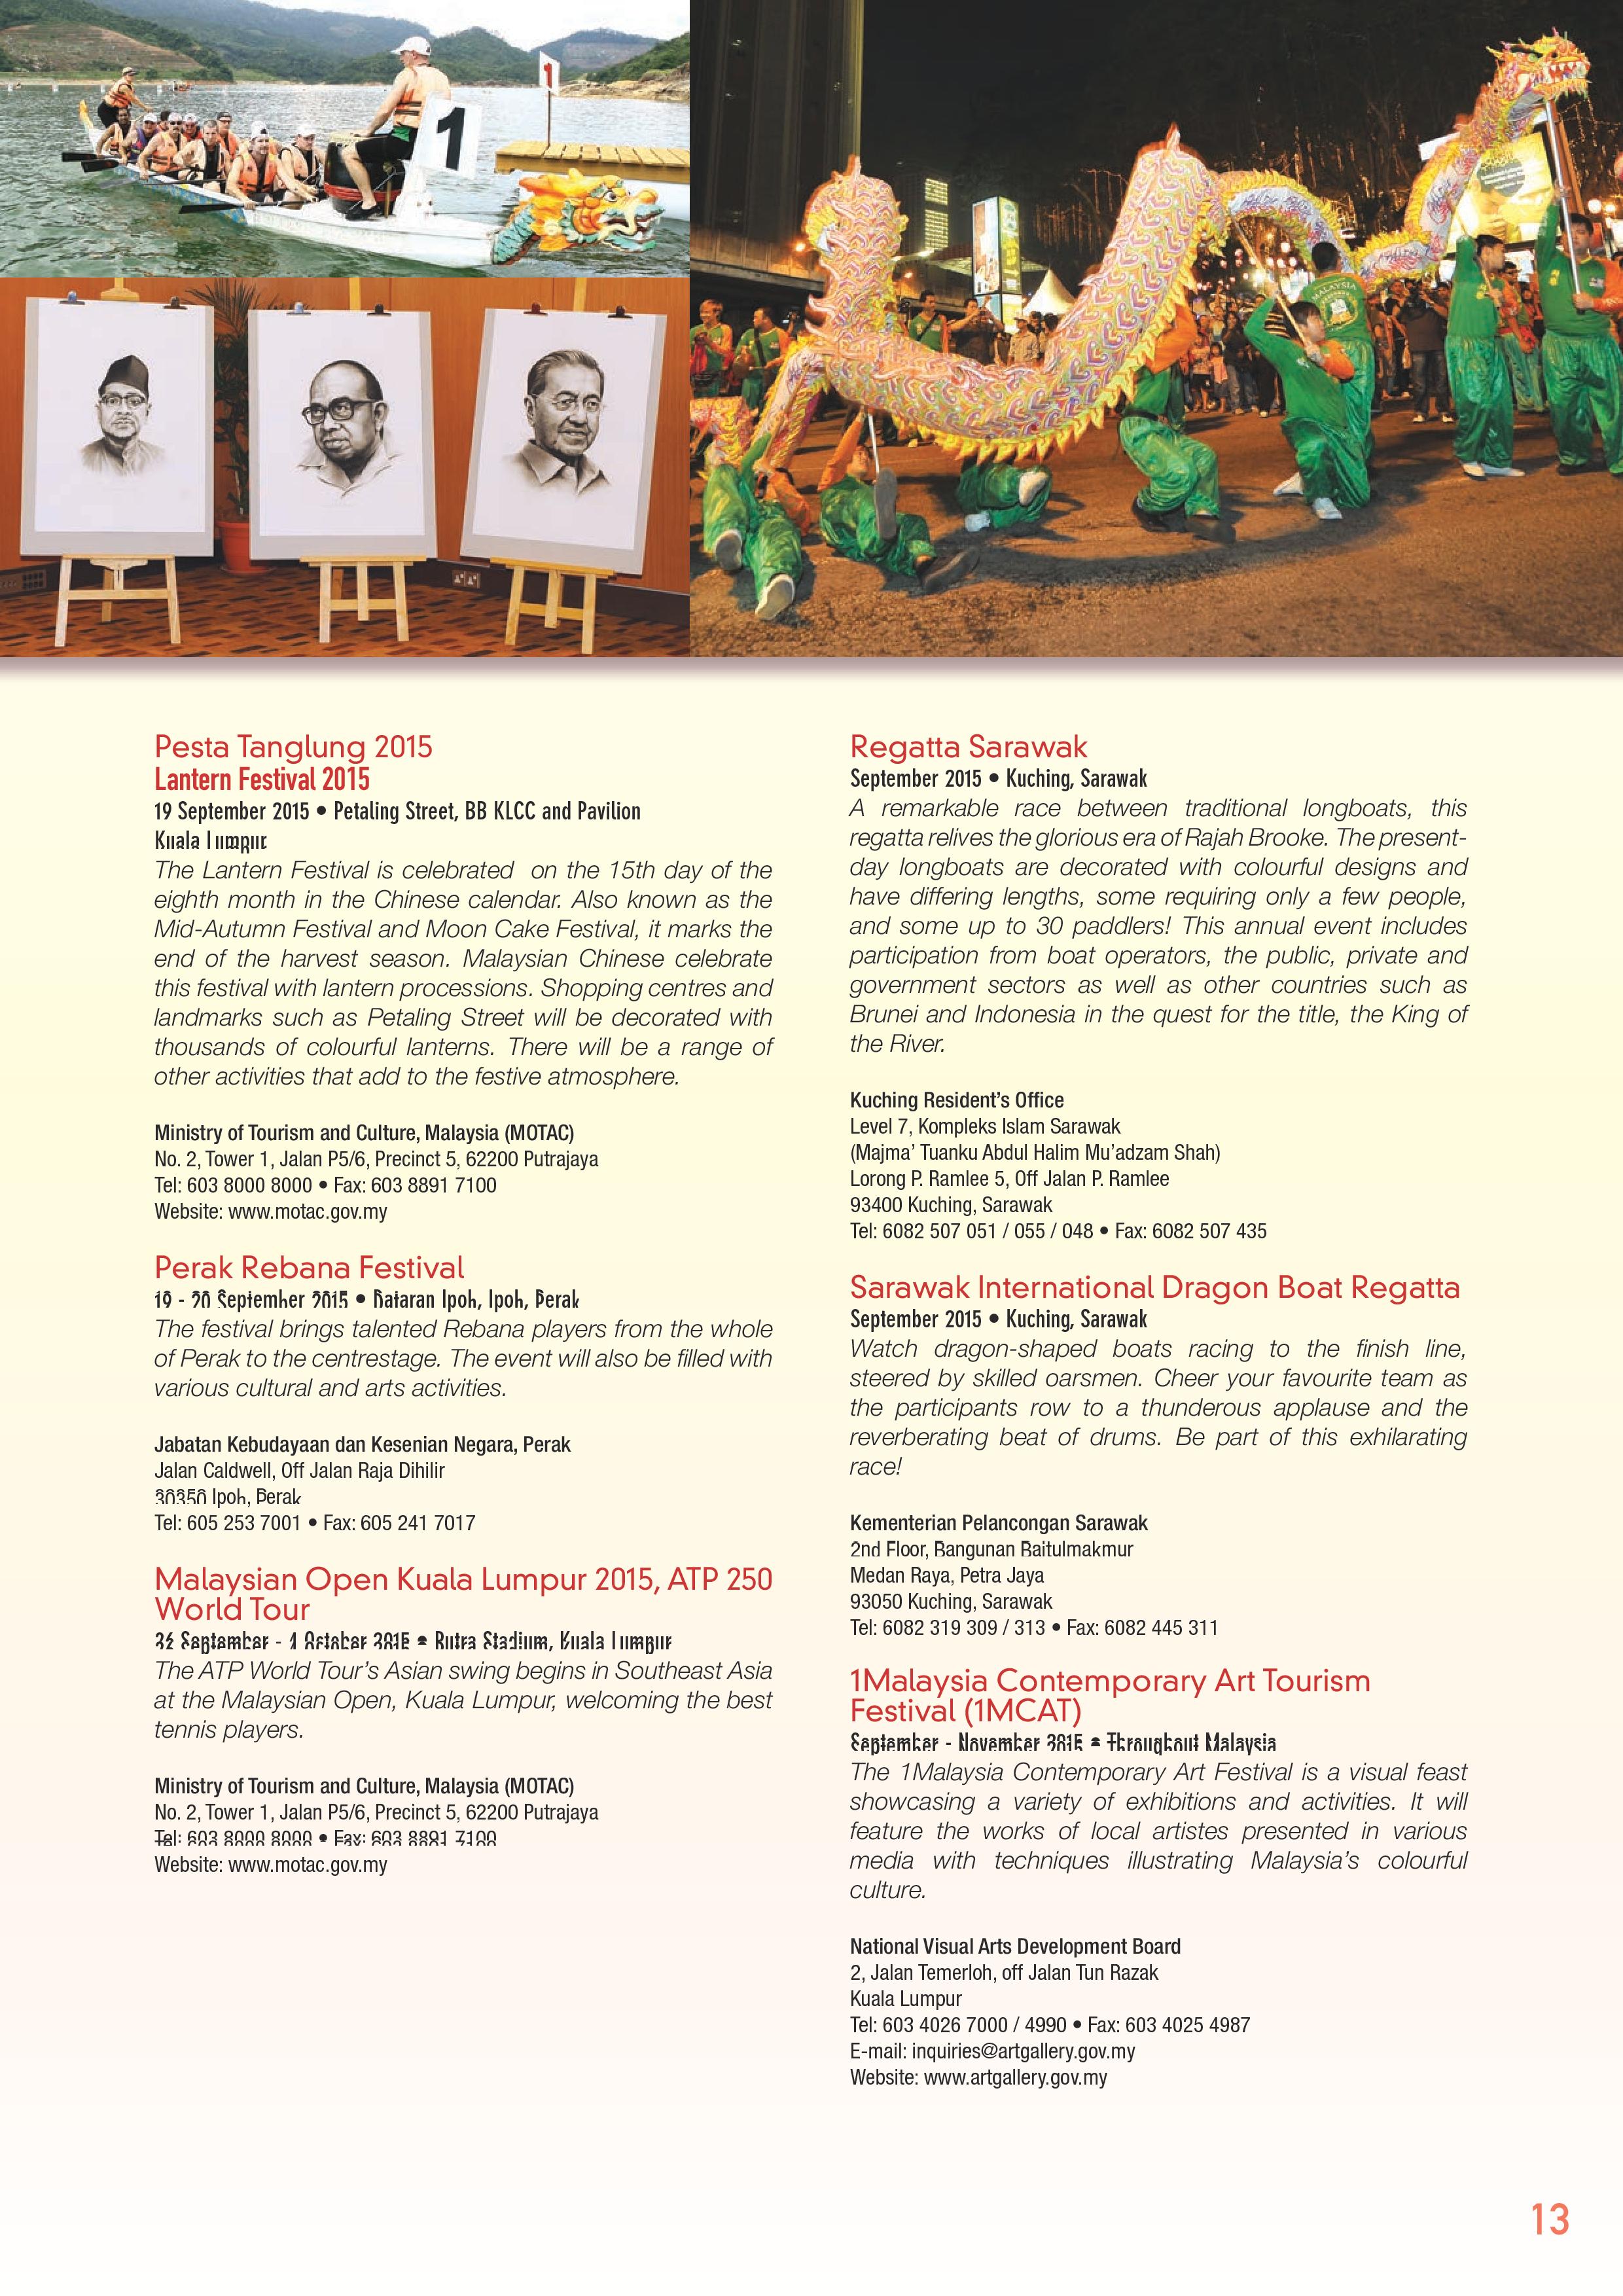 1
1
MALAYSIA
Pesta Tanglung 2015
Lantern Festival 2015
19 September 2015 • Petaling Street, BB KLCC and Pavilion
Kuala Lumpur
The Lantern Festival is celebrated on the 15th day of the
eighth month in the Chinese calendar. Also known as the
Mid-Autumn Festival and Moon Cake Festival, it marks the
end of the harvest season. Malaysian Chinese celebrate
this festival with lantern processions. Shopping centres and
landmarks such as Petaling Street will be decorated with
thousands of colourful lanterns. There will be a range of
other activities that add to the festive atmosphere.
Ministry of Tourism and Culture, Malaysia (MOTAC)
No. 2, Tower 1, Jalan P5/6, Precinct 5, 62200 Putrajaya
Tel: 603 8000 8000 • Fax: 603 8891 7100
Website: www.motac.gov.my
Perak Rebana Festival
19 - 20 September 2015 • Dataran Ipoh, Ipoh, Perak
The festival brings talented Rebana players from the whole
of Perak to the centrestage. The event will also be filled with
various cultural and arts activities.
Jabatan Kebudayaan dan Kesenian Negara, Perak
Jalan Caldwell, Off Jalan Raja Dihilir
30350 Ipoh, Perak
Tel: 605 253 7001 • Fax: 605 241 7017
Malaysian Open Kuala Lumpur 2015, ATP 250
World Tour
26 September - 4 October 2015 • Putra Stadium, Kuala Lumpur
The ATP World Tour's Asian swing begins in Southeast Asia
at the Malaysian Open, Kuala Lumpur, welcoming the best
tennis players.
Ministry of Tourism and Culture, Malaysia (MOTAC)
No. 2, Tower 1, Jalan P5/6, Precinct 5, 62200 Putrajaya
Tel: 603 8000 8000 • Fax: 603 8891 7100
Website: www.motac.gov.my
Regatta Sarawak
September 2015 • Kuching, Sarawak
A remarkable race between traditional longboats, this
regatta relives the glorious era of Rajah Brooke. The present-
day longboats are decorated with colourful designs and
have differing lengths, some requiring only a few people,
and some up to 30 paddlers! This annual event includes
participation from boat operators, the public, private and
government sectors as well as other countries such as
Brunei and Indonesia in the quest for the title, the King of
the River.
Kuching Resident's Office
Level 7, Kompleks Islam Sarawak
(Majma' Tuanku Abdul Halim Mu'adzam Shah)
Lorong P. Ramlee 5, Off Jalan P. Ramlee
93400 Kuching, Sarawak
Tel: 6082 507 051 / 055 / 048 • Fax: 6082 507 435
Sarawak International Dragon Boat Regatta
September 2015 • Kuching, Sarawak
Watch dragon-shaped boats racing to the finish line,
steered by skilled oarsmen. Cheer your favourite team as
the participants row to a thunderous applause and the
reverberating beat of drums. Be part of this exhilarating
race!
Kementerian Pelancongan Sarawak
2nd Floor, Bangunan Baitulmakmur
Medan Raya, Petra Jaya
93050 Kuching, Sarawak
Tel: 6082 319 309 / 313 • Fax: 6082 445 311
1Malaysia Contemporary Art Tourism
Festival (1MCAT)
September - November 2015 • Throughout Malaysia
The 1Malaysia Contemporary Art Festival is a visual feast
showcasing a variety of exhibitions and activities. It will
feature the works of local artistes presented in various
media with techniques illustrating Malaysia's colourful
culture.
National Visual Arts Development Board
2, Jalan Temerloh, off Jalan Tun Razak
Kuala Lumpur
Tel: 603 4026 7000 / 4990 • Fax: 603 4025 4987
E-mail: inquiries@artgallery.gov.my
Website: www.artgallery.gov.my
13